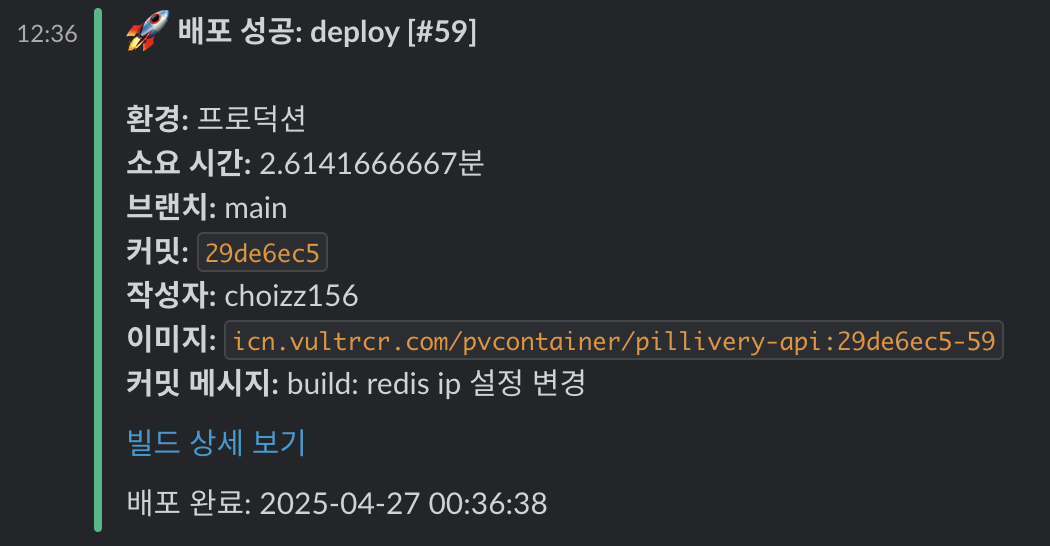 12:36
🚀 배포 성공: deploy [#59]
환경: 프로덕션
소요 시간: 2.6141666667분
브랜치: main
커밋: 29de6ec5
작성자: choizz156
이미지: icn.vultrcr.com/pvcontainer/pillivery-api:29de6ec5-59
커밋 메시지: build: redis ip 설정 변경
빌드 상세 보기
배포 완료: 2025-04-27 00:36:38